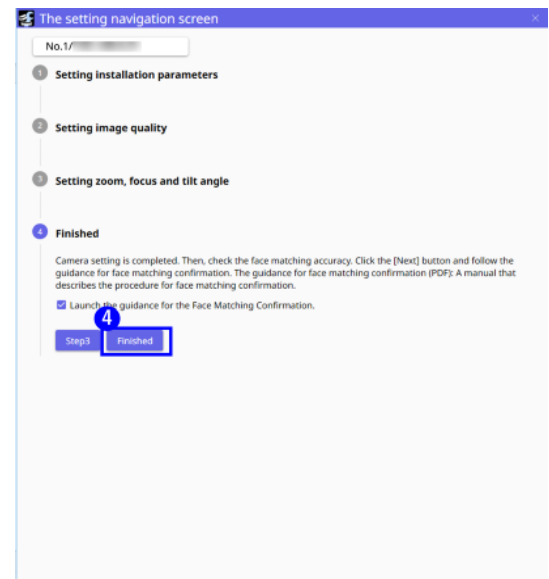 The setting navigation screen
No.1/
1 Setting installation parameters
2 Setting image quality
3 Setting zoom, focus and tilt angle
4 Finished
Camera setting is completed. Then, check the face matching accuracy. Click the [Next] button and follow the
guidance for face matching confirmation. The guidance for face matching confirmation (PDF): A manual that
describes the procedure for face matching confirmation.
Launch the guidance for the Face Matching Confirmation.
4
Step3 Finished